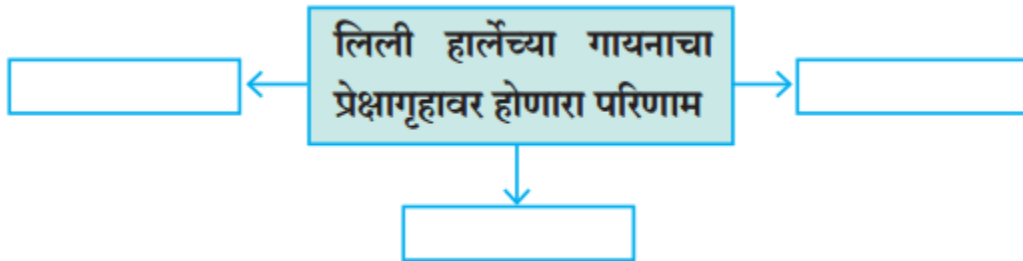 लिली हार्लेच्या गायनाचा
प्रेक्षागृहावर होणारा परिणाम